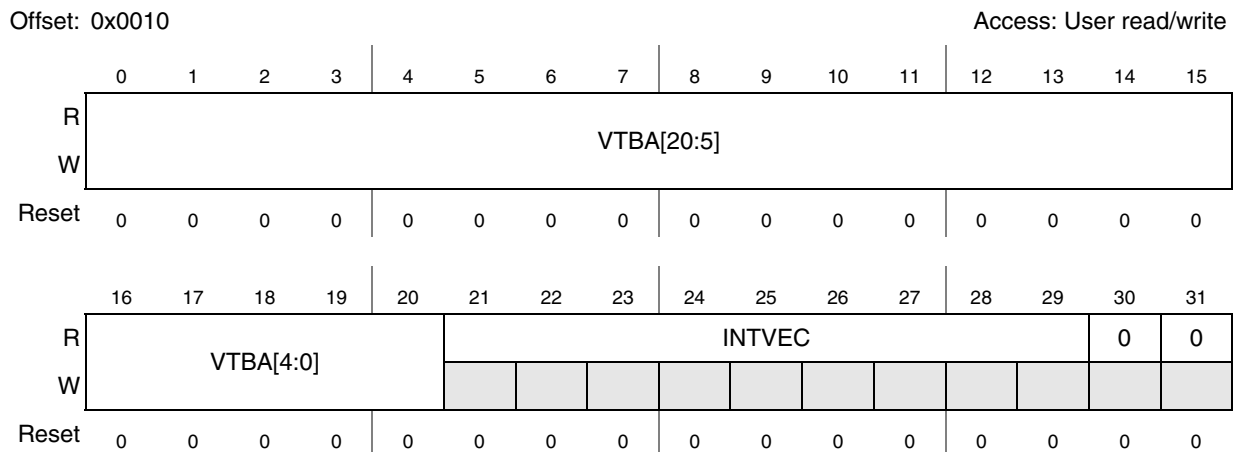 Offset: 0x0010 Access: User read/write
0 1 2 3 4 5 6 7 8 9 10 11 12 13 14 15
R
VTBA[20:5]
W
Reset 0 0 0 0 0 0 0 0 0 0 0 0 0 0 0 0
16 17 18 19 20 21 22 23 24 25 26 27 28 29 30 31
R INTVEC 0 0
VTBA[4:0]
W
Reset 0 0 0 0 0 0 0 0 0 0 0 0 0 0 0 0